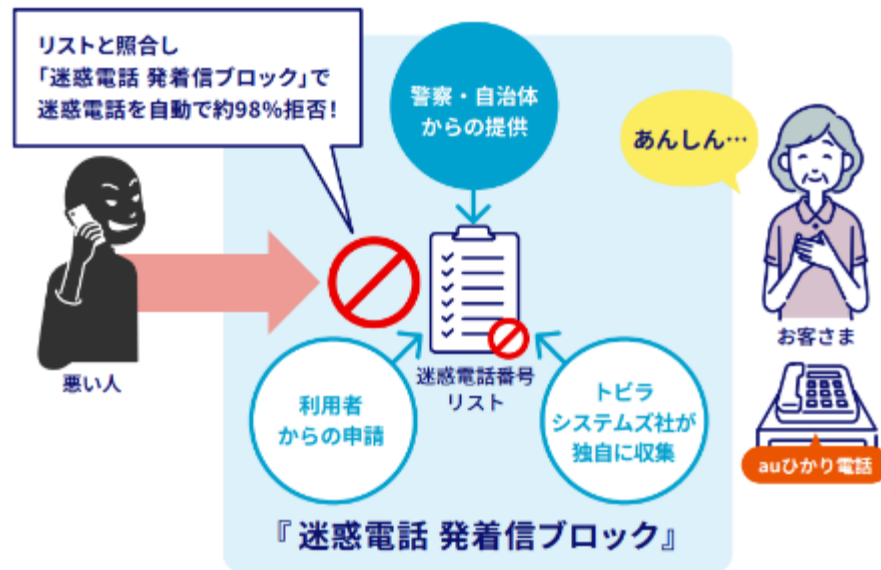 リストと照合し
「迷惑電話 発着信ブロック」で
迷惑電話を自動で約98%拒否!
警察・自治体
からの提供
あんしん…
悪い人
お客さま
迷惑電話番号
リスト
利用者
からの申請
トビラ
システムズ社が
独自に収集
auひかり電話
『迷惑電話 発着信ブロック』